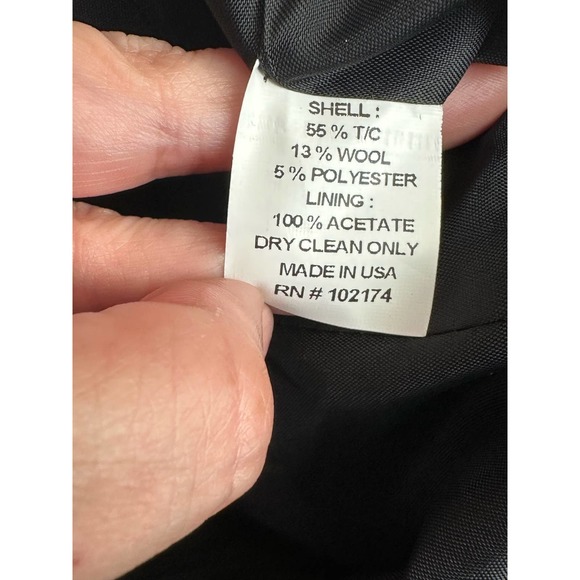 SHELL :
55 % T/C
13 % WOOL
5 % POLYESTER
LINING :
100 % ACETATE
DRY CLEAN ONLY
MADE IN USA
RN # 102174